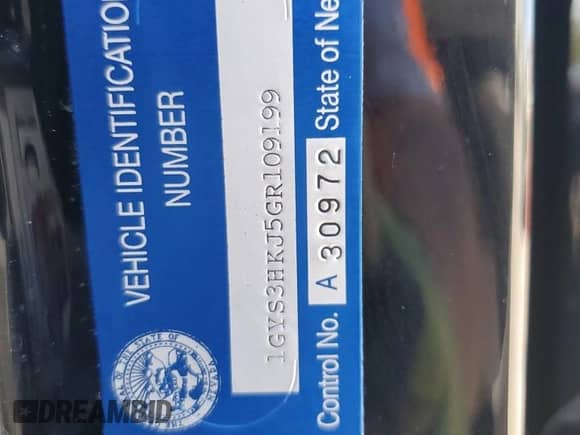 VEHICLE IDENTIFICATIO
NUMBER
1GYS3HKJ5GR109199
Control No. A 30972 State of Ne
DREAMBID